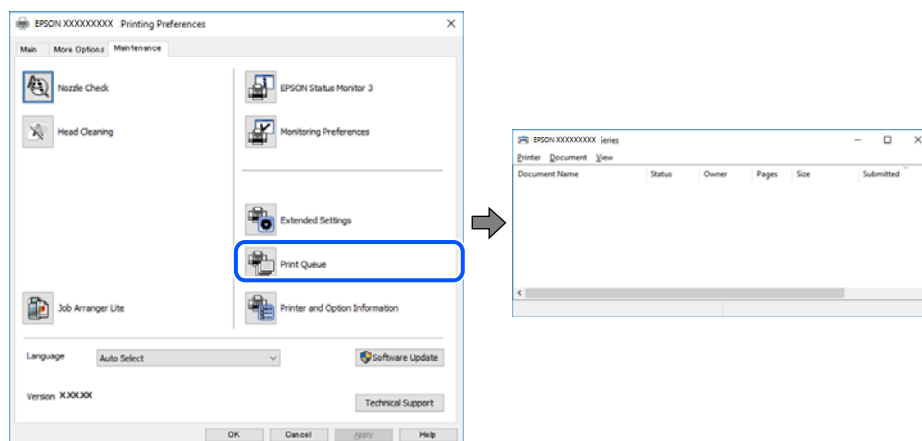 EPSON XXXXXXXXX Printing Preferences
Main More Options Maintenance
Nozzle Check
EPSON Status Monitor 3
Head Cleaning
Monitoring Preferences
Extended Settings
Print Queue
Job Arranger Lite
Printer and Option Information
Language Auto Select
Software Update
Version X.XX.XX
Technical Support
OK Cancel Apply Help
EPSON XXXXXXXXX ieries
Printer Document View
Document Name Status Owner Pages Size Submitted